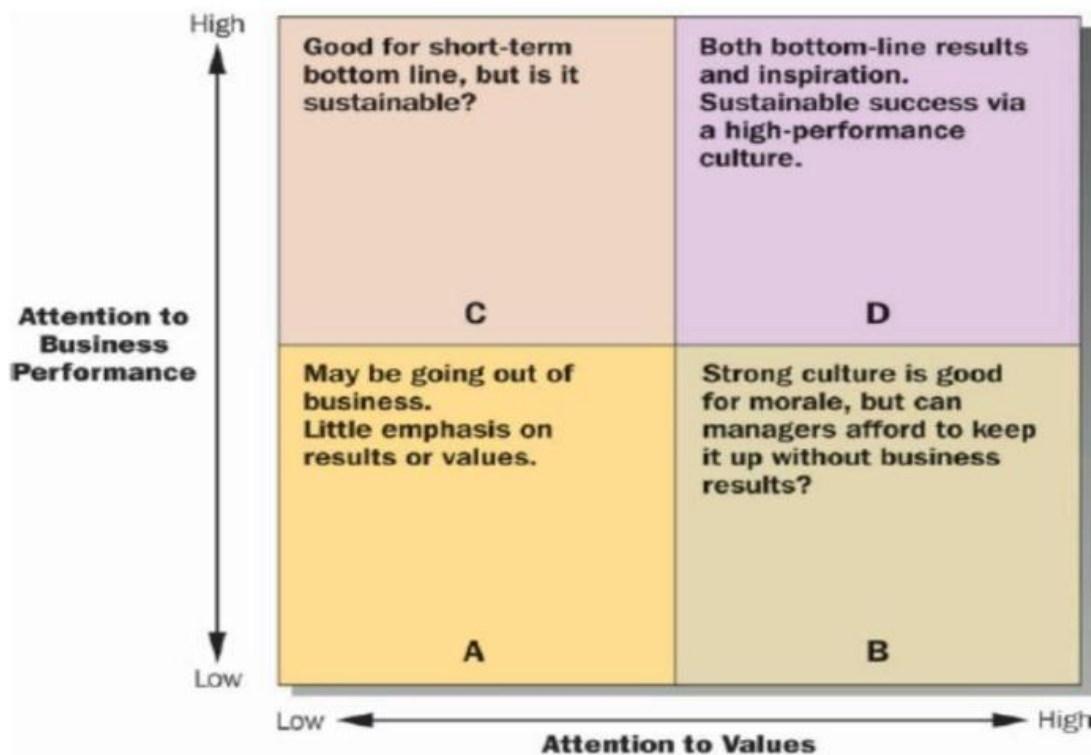 High
Good for short-term
bottom line, but is it
sustainable?
C
Both bottom-line results
and inspiration.
Sustainable success via
a high-performance
culture.
D
Attention to
Business
Performance
May be going out of
business.
Little emphasis on
results or values.
A
Strong culture is good
for morale, but can
managers afford to keep
it up without business
results?
B
Low
Low
High
Attention to Values